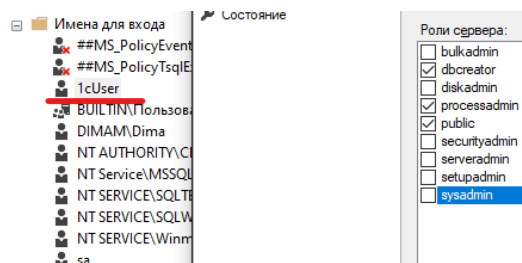 Имена для входа
##MS_PolicyEvent
##MS_PolicyTsqlE
1cUser
BUILTIN\Пользова
DIMAM\Dima
NT AUTHORITY\C
NT Service\MSSQL
NT SERVICE\SQLTE
NT SERVICE\SQLW
NT SERVICE\Winm
sa
Состояние
Роли сервера:
bulkadmin
dbcreator
diskadmin
processadmin
public
securityadmin
serveradmin
setupadmin
sysadmin